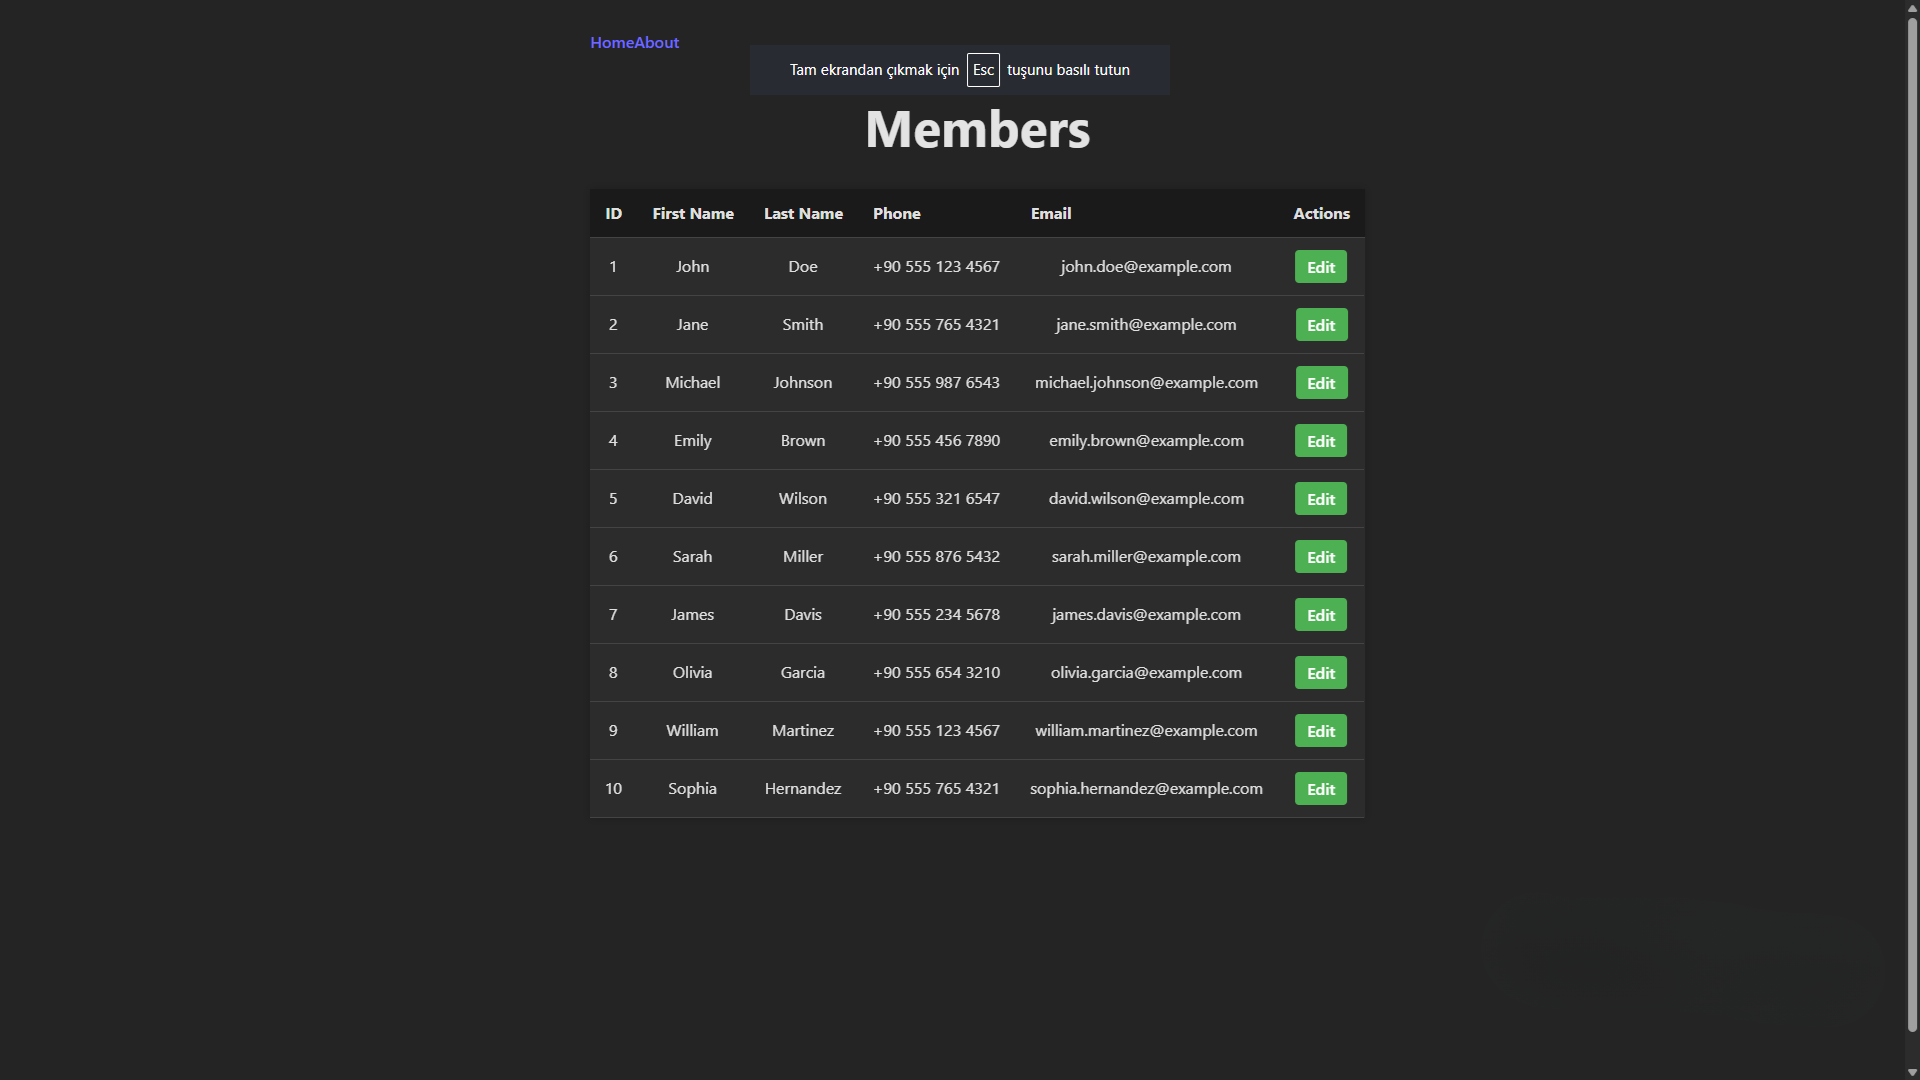 HomeAbout
Tam ekrandan çıkmak için Esc tuşunu basılı tutun
Members
ID First Name Last Name Phone Email Actions
1 John Doe +90 555 123 4567 john.doe@example.com Edit
2 Jane Smith +90 555 765 4321 jane.smith@example.com Edit
3 Michael Johnson +90 555 987 6543 michael.johnson@example.com Edit
4 Emily Brown +90 555 456 7890 emily.brown@example.com Edit
5 David Wilson +90 555 321 6547 david.wilson@example.com Edit
6 Sarah Miller +90 555 876 5432 sarah.miller@example.com Edit
7 James Davis +90 555 234 5678 james.davis@example.com Edit
8 Olivia Garcia +90 555 654 3210 olivia.garcia@example.com Edit
9 William Martinez +90 555 123 4567 william.martinez@example.com Edit
10 Sophia Hernandez +90 555 765 4321 sophia.hernandez@example.com Edit